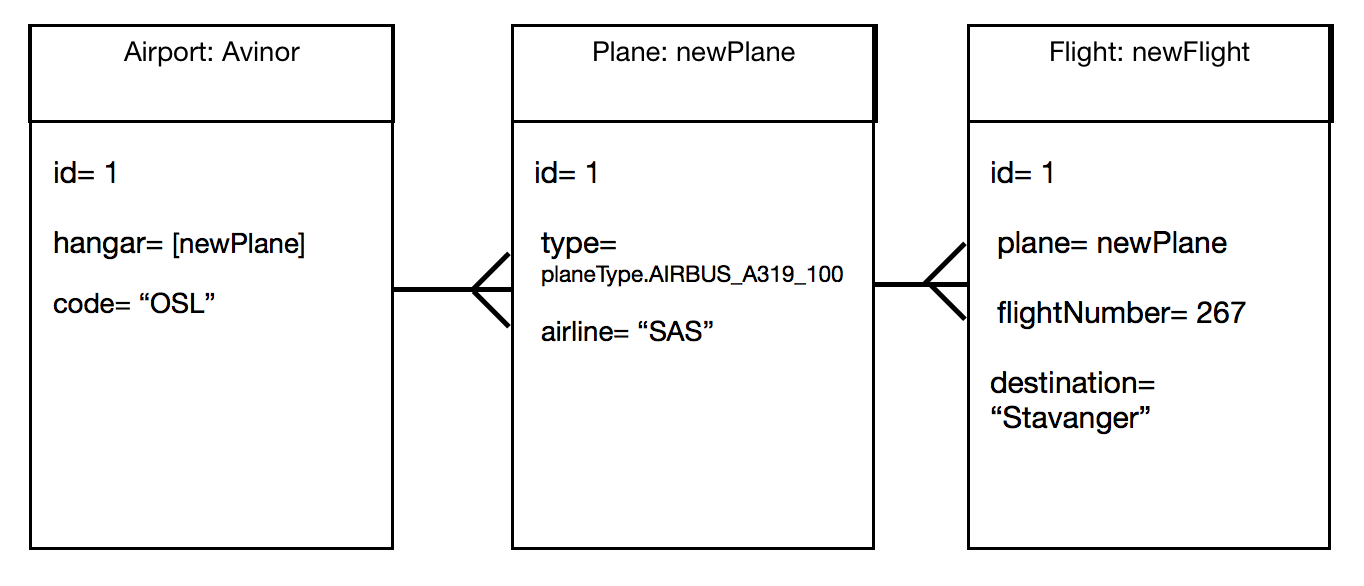 Airport: Avinor
id= 1
hangar= [newPlane]
code= “OSL”
Plane: newPlane
id= 1
type=
planeType.AIRBUS_A319_100
airline= “SAS”
Flight: newFlight
id= 1
plane= newPlane
flightNumber= 267
destination=
“Stavanger”